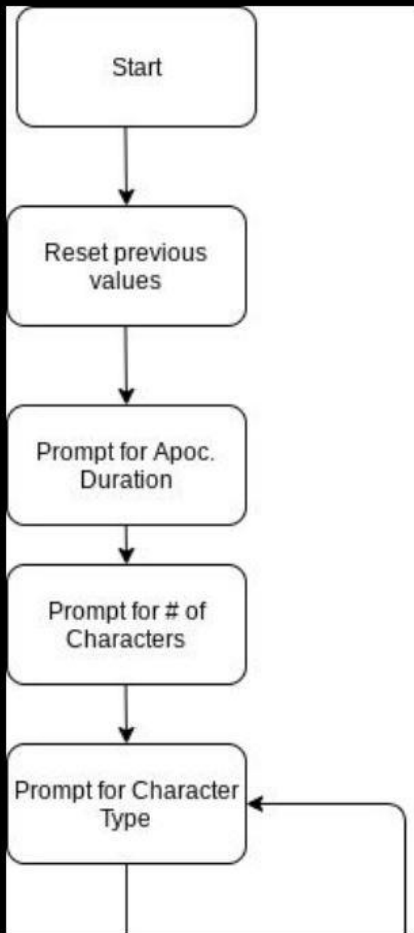 Start
Reset previous
values
Prompt for Apoc.
Duration
Prompt for # of
Characters
Prompt for Character
Type